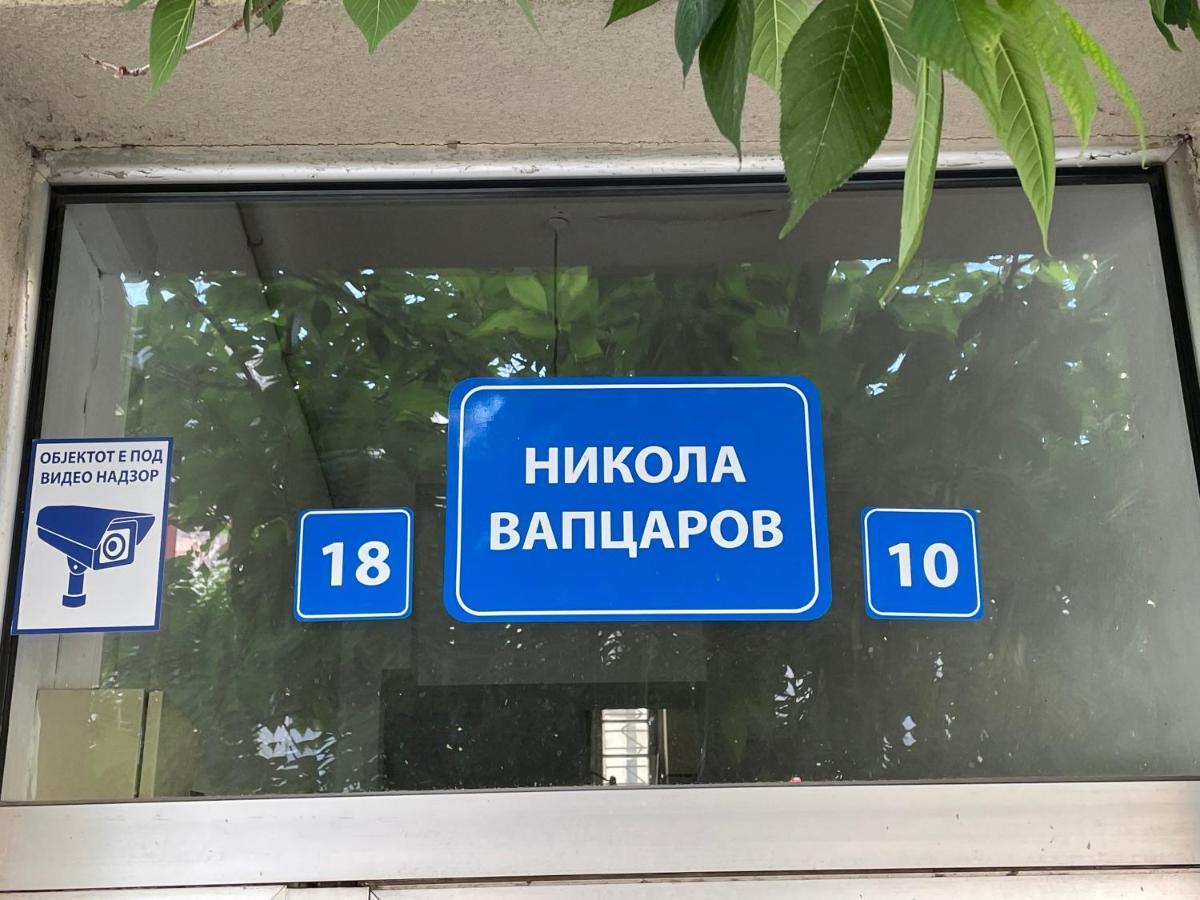 ОБЈЕКТОТ Е ПОД
ВИДЕО НАДЗОР
18
НИКОЛА
ВАПЦАРОВ
10